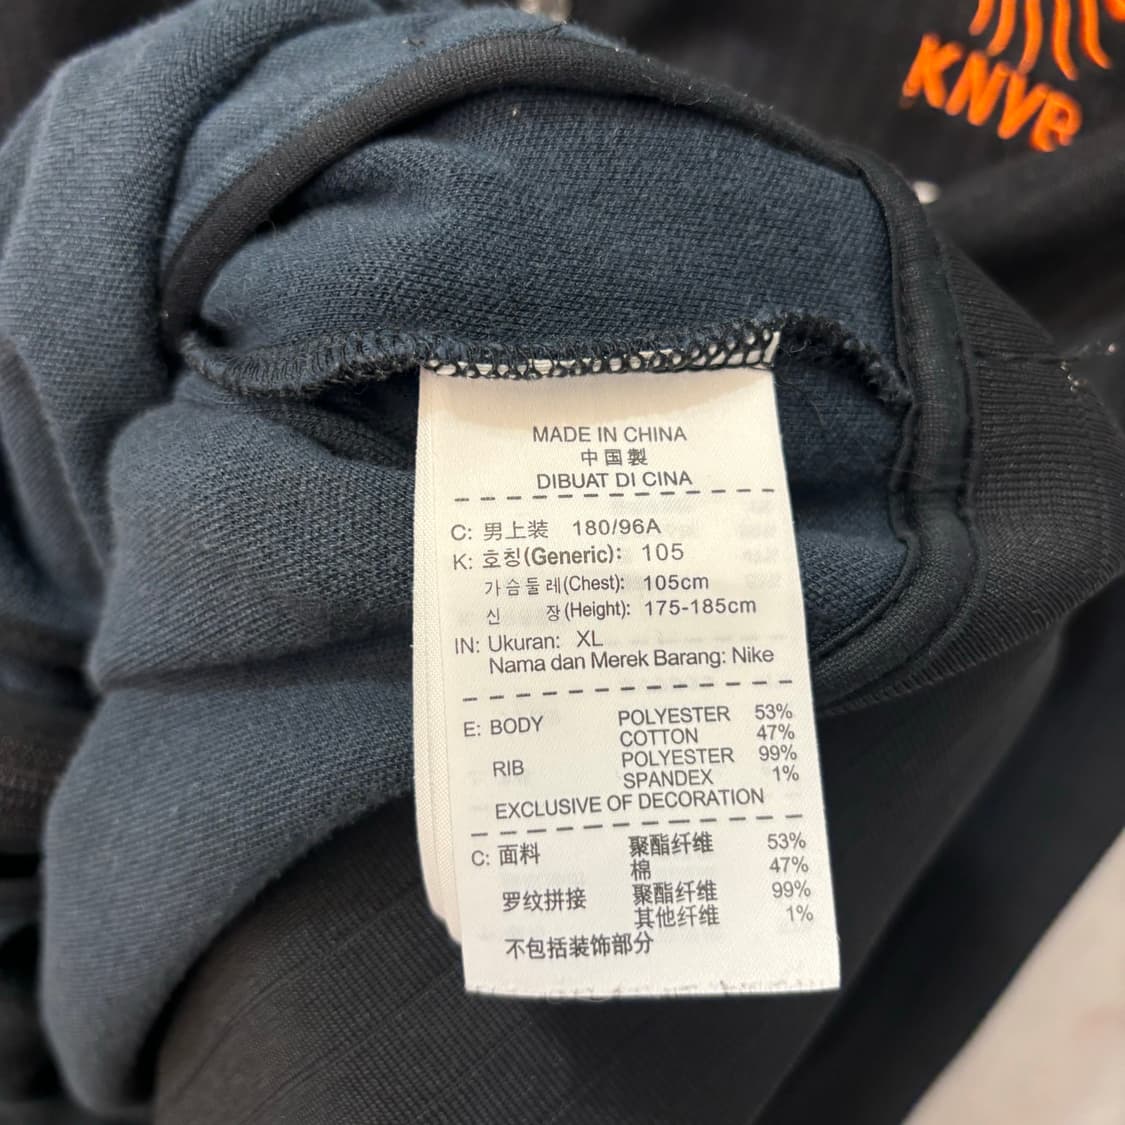 KNVB
MADE IN CHINA
中国製
DIBUAT DI CINA
C: 男上装 180/96A
K: 호칭(Generic): 105
가슴둘레(Chest): 105cm
신 장(Height): 175-185cm
IN: Ukuran: XL
Nama dan Merek Barang: Nike
E: BODY POLYESTER 53%
COTTON 47%
RIB POLYESTER 99%
SPANDEX 1%
EXCLUSIVE OF DECORATION
C: 面料 聚酯纤维 53%
棉 47%
罗纹拼接 聚酯纤维 99%
其他纤维 1%
不包括装饰部分